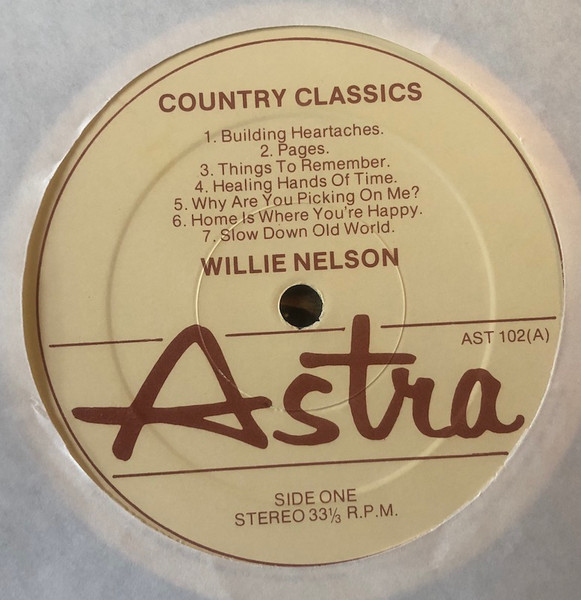 COUNTRY CLASSICS
1. Building Heartaches.
2. Pages.
3. Things To Remember.
4. Healing Hands Of Time.
5. Why Are You Picking On Me?
6. Home Is Where You're Happy.
7. Slow Down Old World.
WILLIE NELSON
AST 102(A)
Astra
SIDE ONE
STEREO 33⅓ R.P.M.